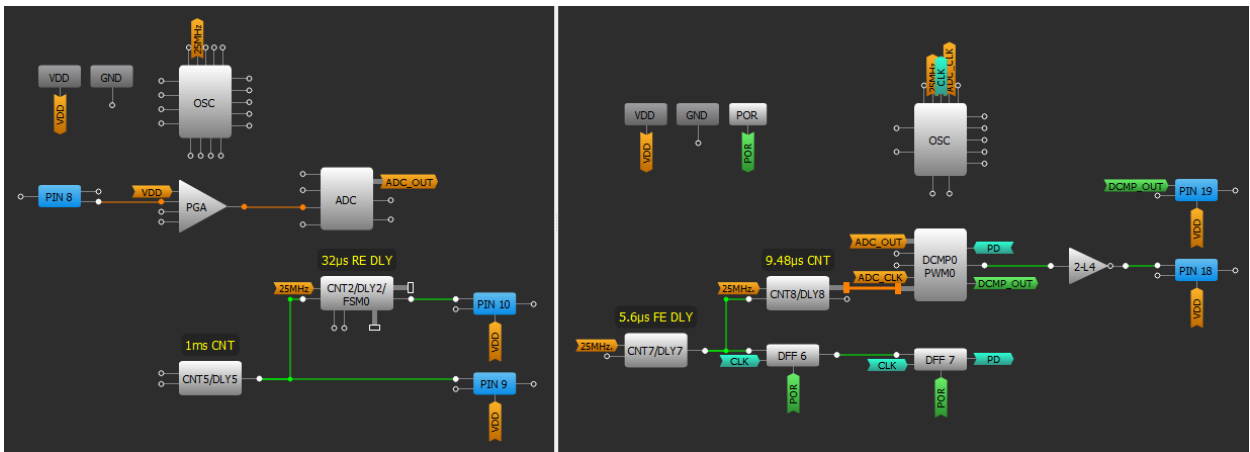 25MHz
VDD
GND
OSC
VDD
PIN 8
VDD
PGA
ADC
ADC_OUT
32µs RE DLY
25MHz
CNT2/DLY2/
FSM0
PIN 10
VDD
1ms CNT
CNT5/DLY5
PIN 9
VDD
25MHz
CLK
ADC_CLK
VDD
GND
POR
OSC
VDD
POR
DCMP_OUT
PIN 19
VDD
ADC_OUT
DCMP0
PWM0
PD
9.48µs CNT
ADC_CLK
2-L4
PIN 18
25MHz.
CNT8/DLY8
DCMP_OUT
VDD
5.6µs FE DLY
25MHz.
CNT7/DLY7
CLK
DFF 6
CLK
DFF 7
PD
POR
POR